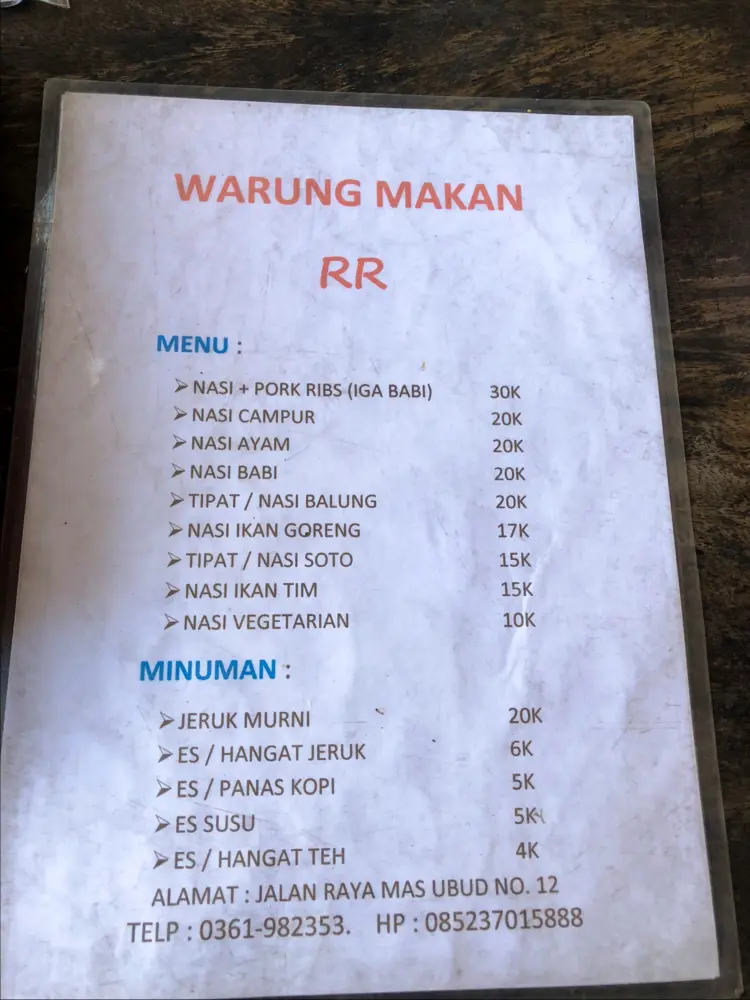 WARUNG MAKAN
RR
MENU :
➢ NASI + PORK RIBS (IGA BABI) 30K
➢ NASI CAMPUR 20K
➢ NASI AYAM 20K
➢ NASI BABI 20K
➢ TIPAT / NASI BALUNG 20K
➢ NASI IKAN GORENG 17K
➢ TIPAT / NASI SOTO 15K
➢ NASI IKAN TIM 15K
➢ NASI VEGETARIAN 10K
MINUMAN :
➢ JERUK MURNI 20K
➢ ES / HANGAT JERUK 6K
➢ ES / PANAS KOPI 5K
➢ ES SUSU 5K
➢ ES / HANGAT TEH 4K
ALAMAT : JALAN RAYA MAS UBUD NO. 12
TELP : 0361-982353. HP : 085237015888